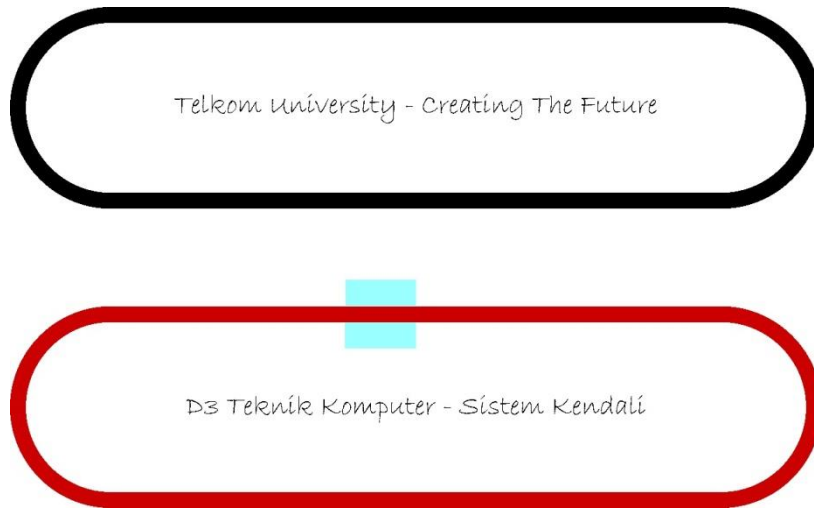 Telkom University - Creating The Future
D3 Teknik Komputer - Sistem Kendali